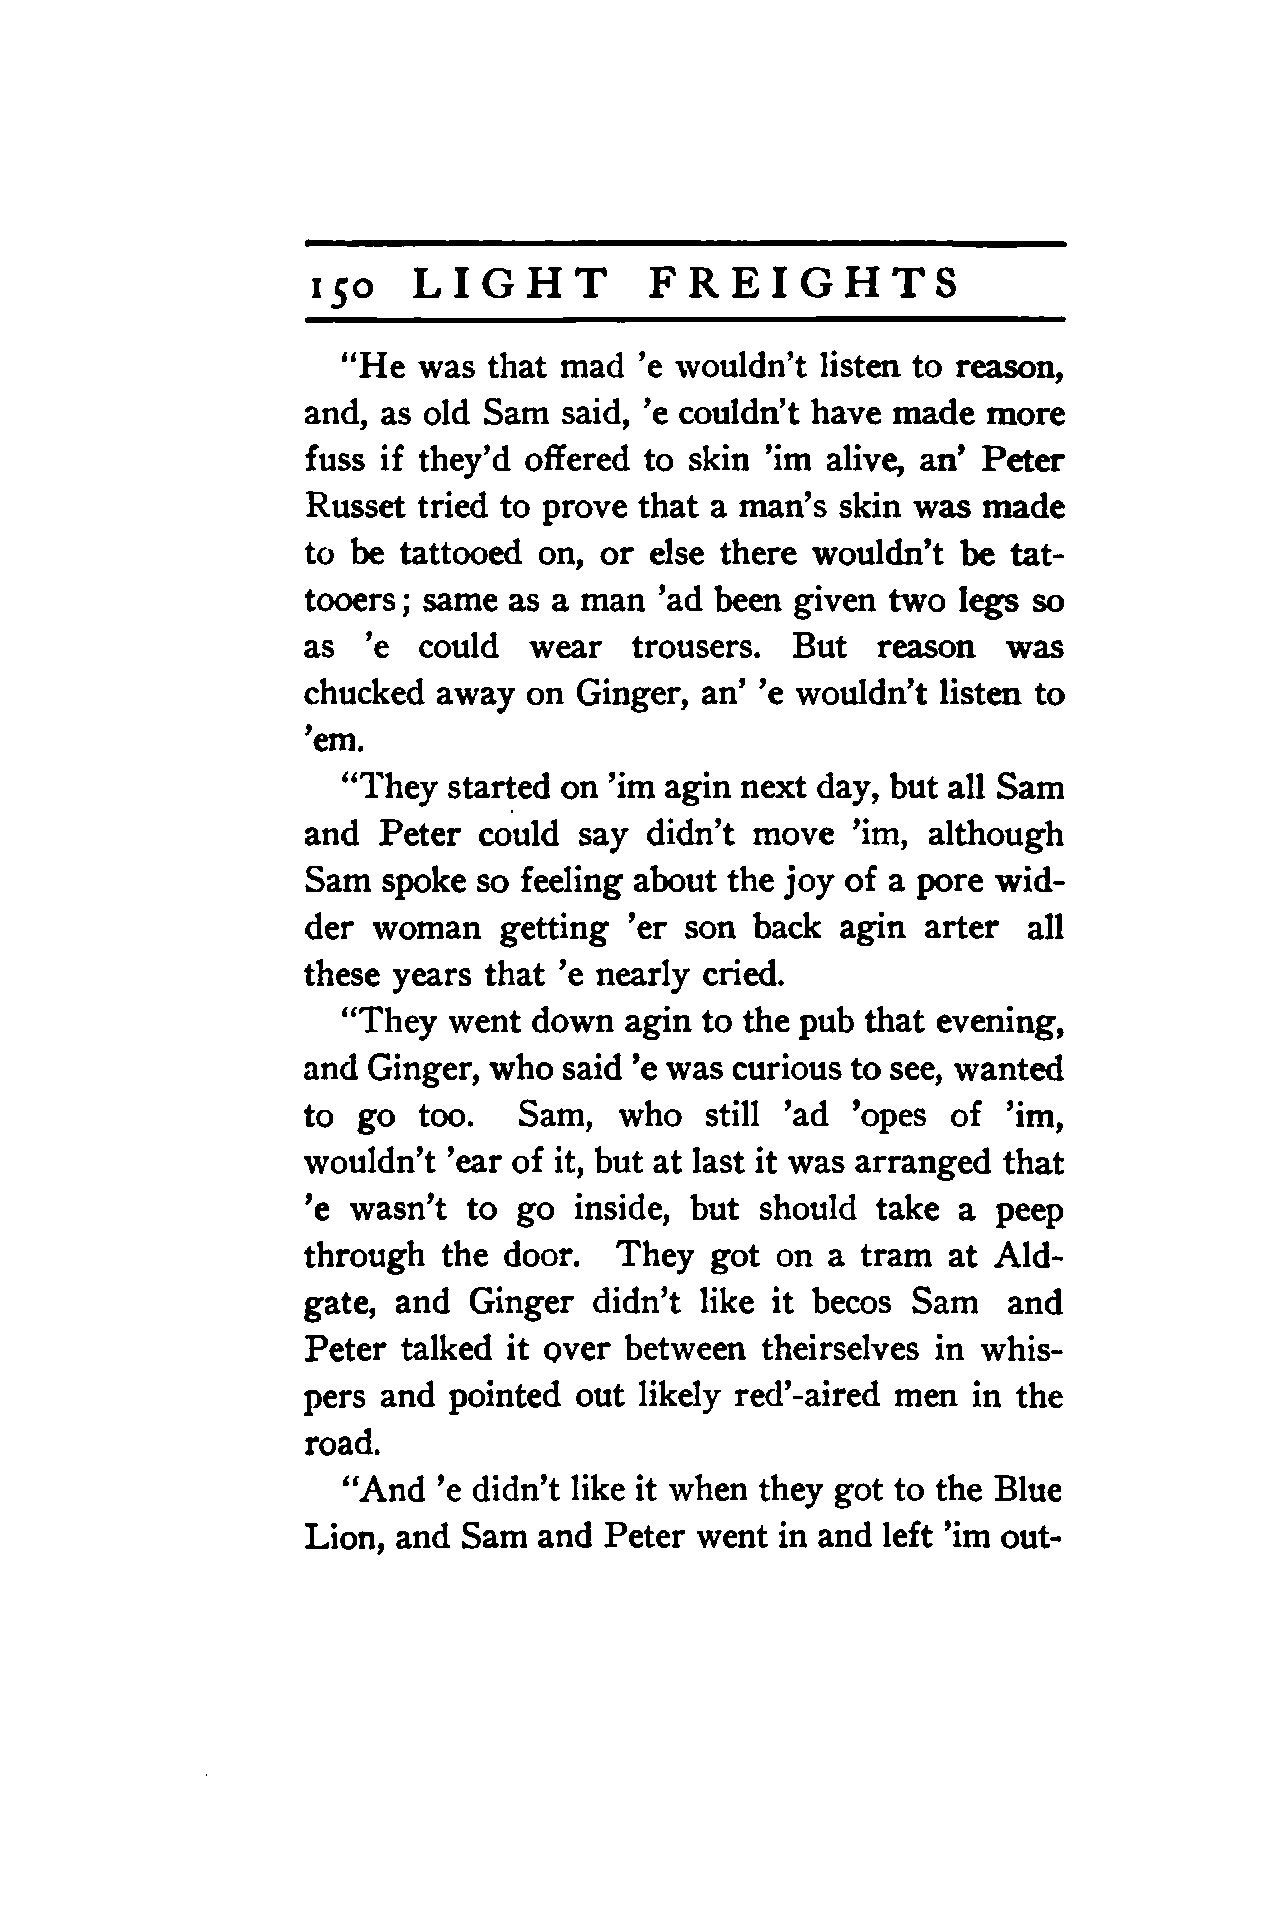 150 LIGHT FREIGHTS
"He was that mad 'e wouldn't listen to reason,
and, as old Sam said, 'e couldn't have made more
fuss if they'd offered to skin 'im alive, an' Peter
Russet tried to prove that a man's skin was made
to be tattooed on, or else there wouldn't be tat-
tooers; same as a man 'ad been given two legs so
as 'e could wear trousers. But reason was
chucked away on Ginger, an' 'e wouldn't listen to
'em.
"They started on 'im agin next day, but all Sam
and Peter could say didn't move 'im, although
Sam spoke so feeling about the joy of a pore wid-
der woman getting 'er son back agin arter all
these years that 'e nearly cried.
"They went down agin to the pub that evening,
and Ginger, who said 'e was curious to see, wanted
to go too. Sam, who still 'ad 'opes of 'im,
wouldn't 'ear of it, but at last it was arranged that
'e wasn't to go inside, but should take a peep
through the door. They got on a tram at Ald-
gate, and Ginger didn't like it becos Sam and
Peter talked it over between theirselves in whis-
pers and pointed out likely red'-aired men in the
road.
"And 'e didn't like it when they got to the Blue
Lion, and Sam and Peter went in and left 'im out-